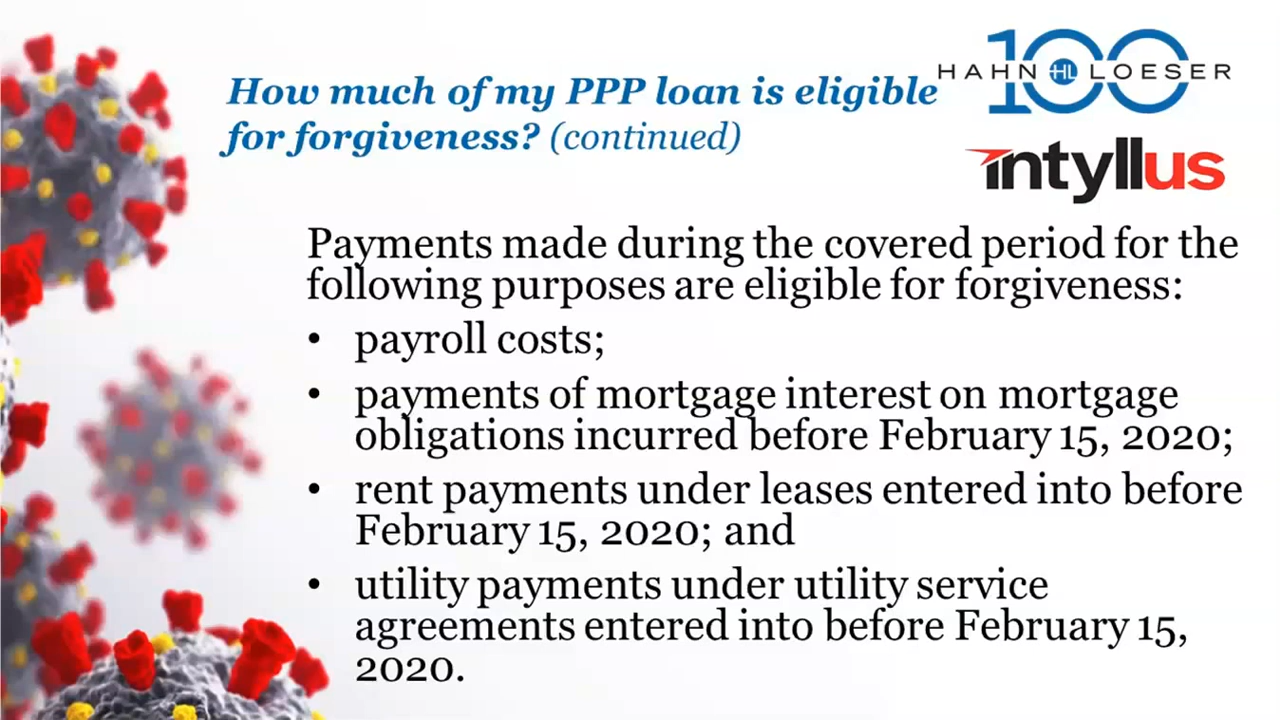 How much of my PPP loan is eligible
for forgiveness? (continued)
100
HAHN HL LOESER
intyllus
Payments made during the covered period for the
following purposes are eligible for forgiveness:
• payroll costs;
• payments of mortgage interest on mortgage
obligations incurred before February 15, 2020;
• rent payments under leases entered into before
February 15, 2020; and
• utility payments under utility service
agreements entered into before February 15,
2020.